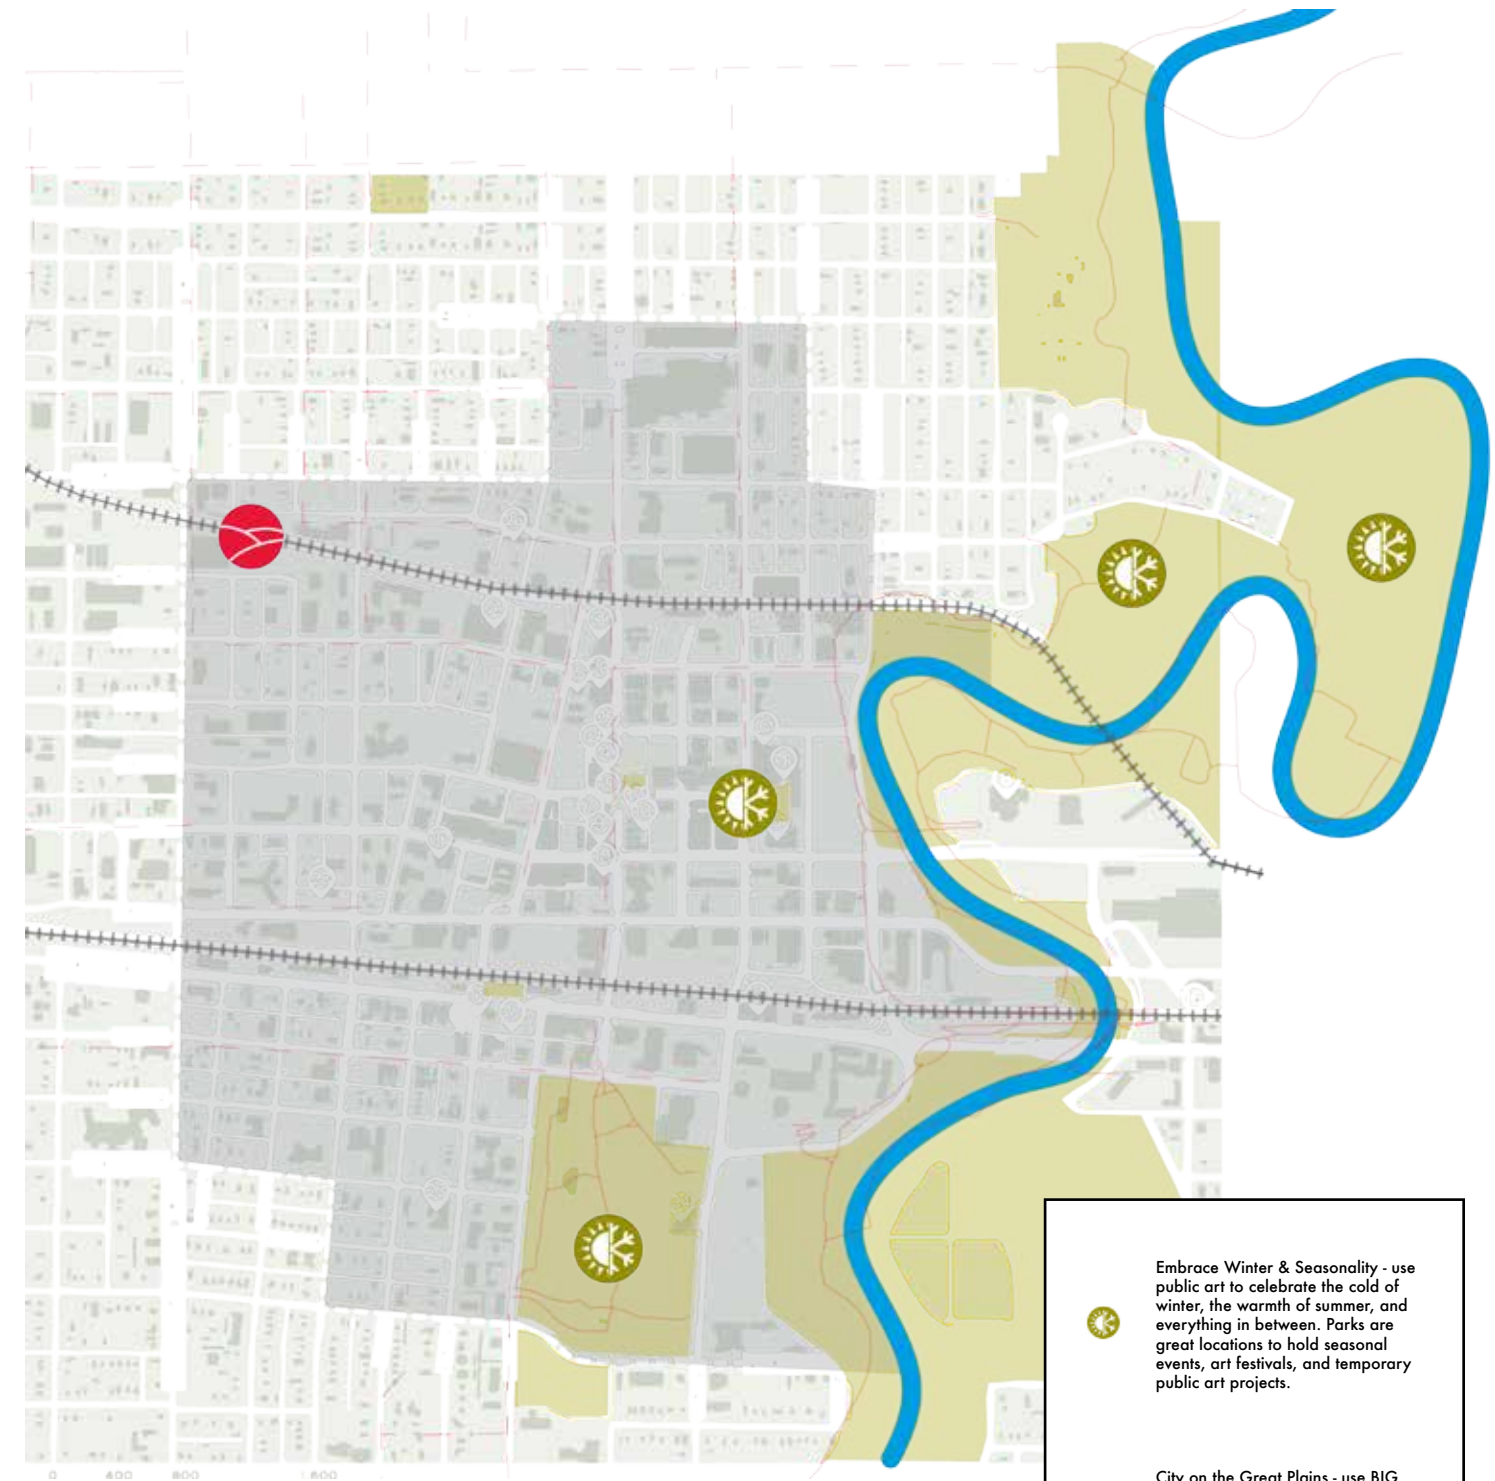 Embrace Winter & Seasonality - use
public art to celebrate the cold of
winter, the warmth of summer, and
everything in between. Parks are
great locations to hold seasonal
events, art festivals, and temporary
public art projects.
City on the Great Plains - use BIG
0 400 800 1,600